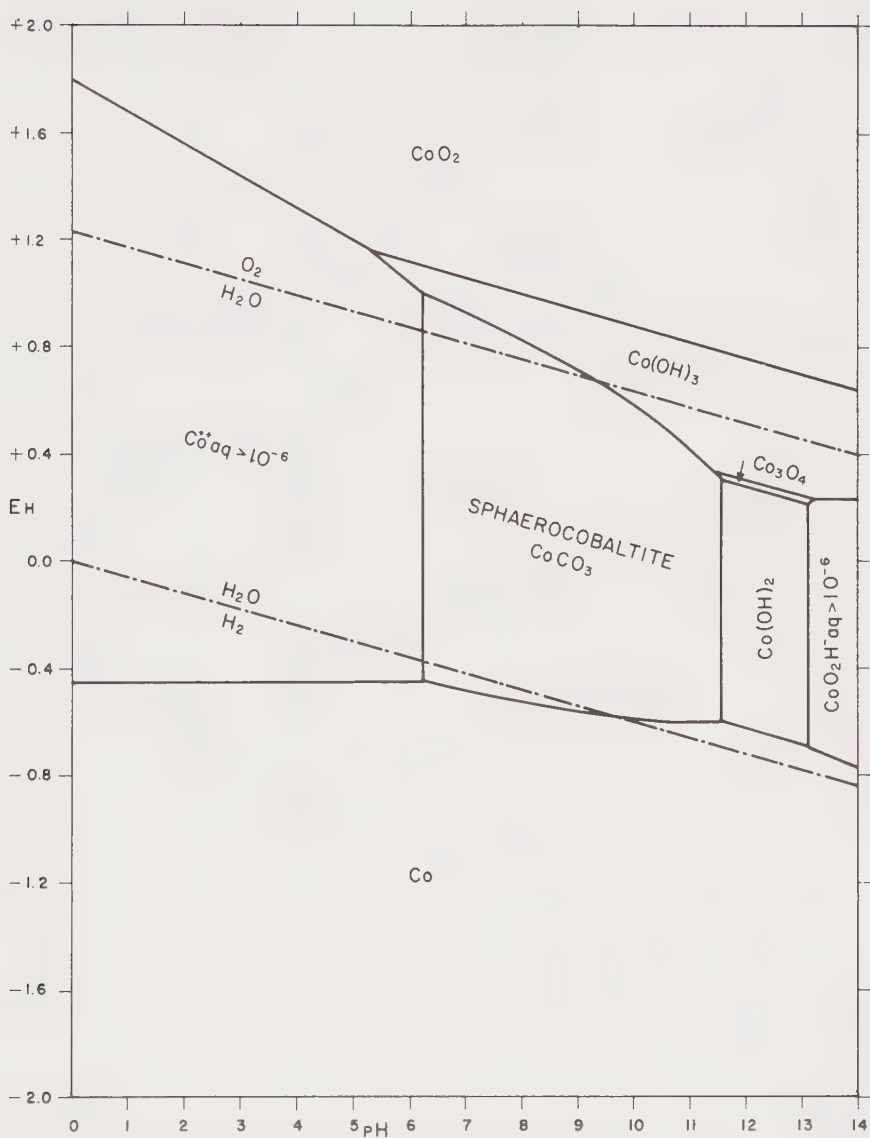 +2.0
+1.6
CoO₂
+1.2
O₂
H₂O
+0.8
Co(OH)₃
Co⁺⁺aq > 10⁻⁶
+0.4
Co₃O₄
EH
SPHAEROCOBALTITE
CoCO₃
0.0
H₂O
H₂
Co(OH)₂
CoO₂H⁻aq > 10⁻⁶
-0.4
-0.8
Co
-1.2
-1.6
-2.0
0 1 2 3 4 5 pH 6 7 8 9 10 11 12 13 14